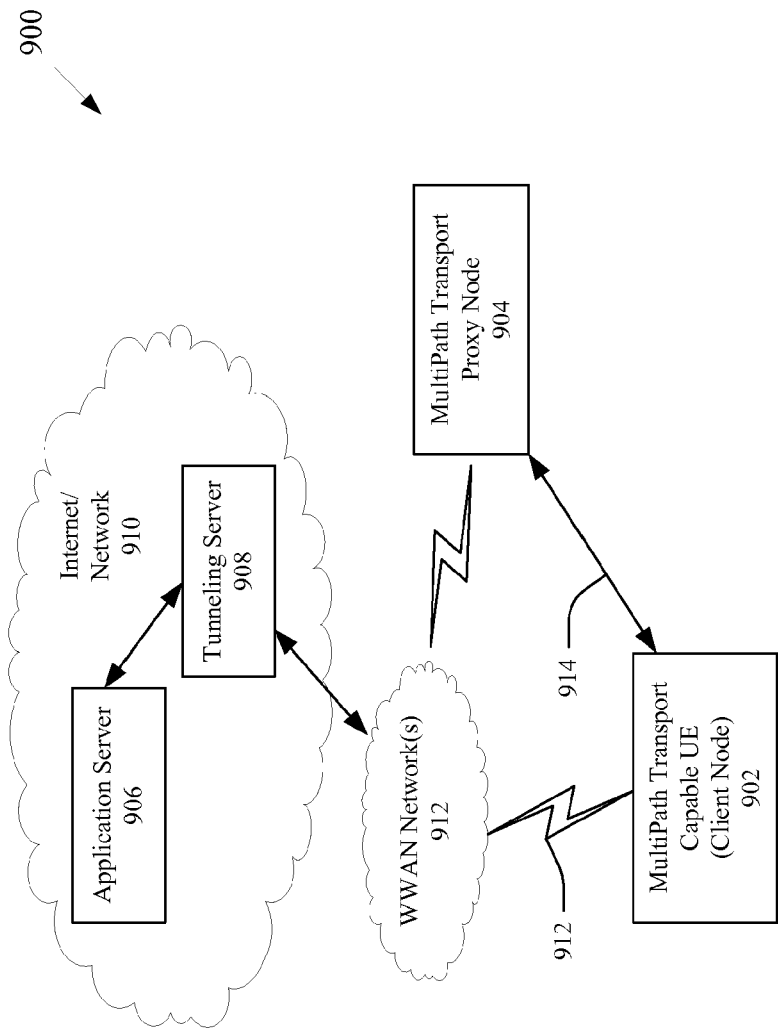 900
Internet/
Network
910
Application Server
906
Tunneling Server
908
WWAN Network(s)
912
MultiPath Transport
Proxy Node
904
912
914
MultiPath Transport
Capable UE
(Client Node)
902